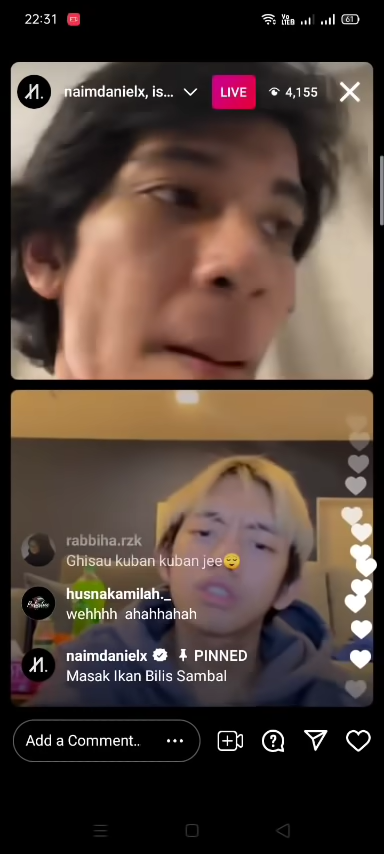 22:31
61
naimdanielx, is...
LIVE
4,155
rabbiha.rzk
Ghisau kuban kuban jee😌
husnakamilah._
wehhhh ahahhahah
naimdanielx PINNED
Masak Ikan Bilis Sambal
Add a Comment..